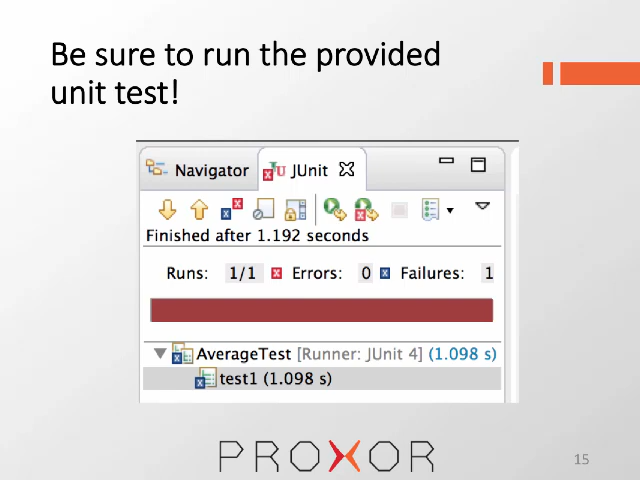 Be sure to run the provided
unit test!
Navigator JUnit
Finished after 1.192 seconds
Runs: 1/1 Errors: 0 Failures: 1
AverageTest [Runner: JUnit 4] (1.098 s)
test1 (1.098 s)
PROXOR
15